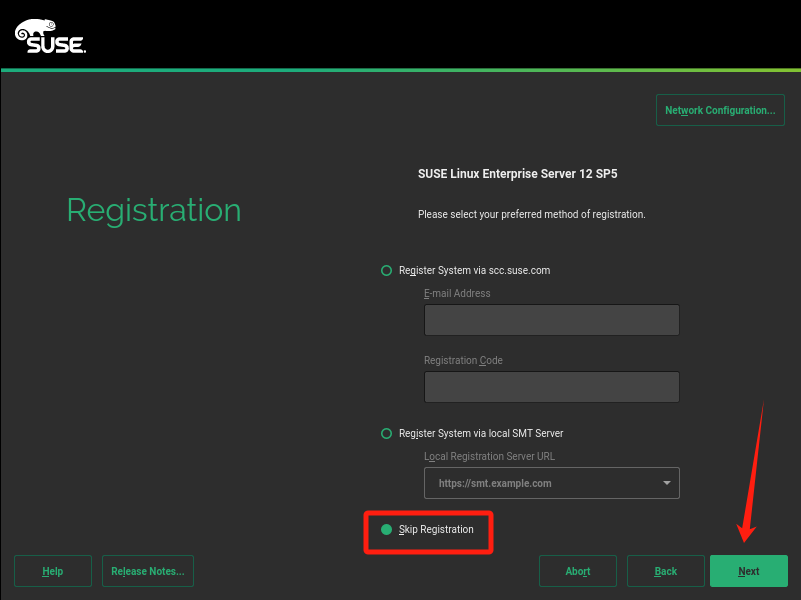 SUSE.
Network Configuration...
SUSE Linux Enterprise Server 12 SP5
Registration
Please select your preferred method of registration.
Register System via scc.suse.com
E-mail Address
Registration Code
Register System via local SMT Server
Local Registration Server URL
https://smt.example.com
Skip Registration
Help
Release Notes...
Abort
Back
Next